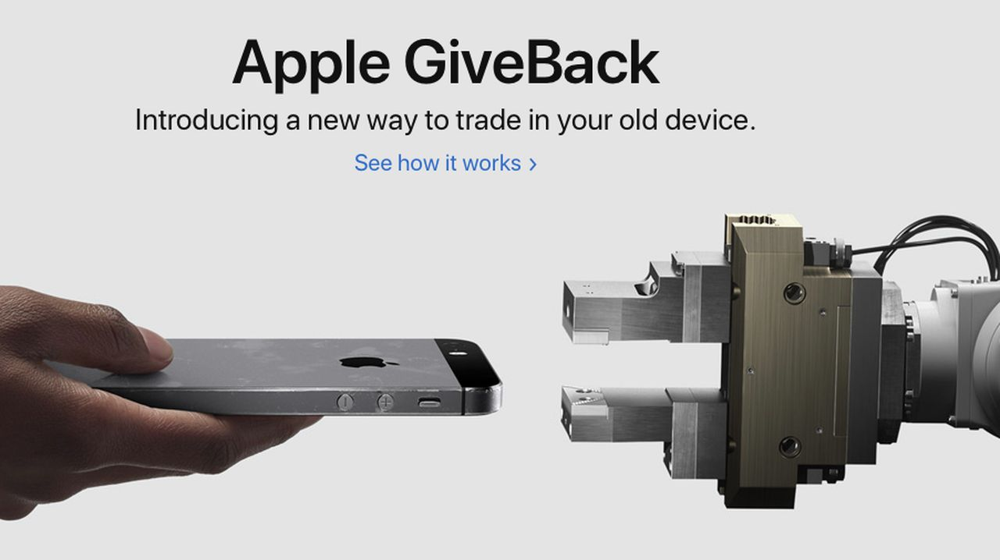 Apple GiveBack
Introducing a new way to trade in your old device.
See how it works ›